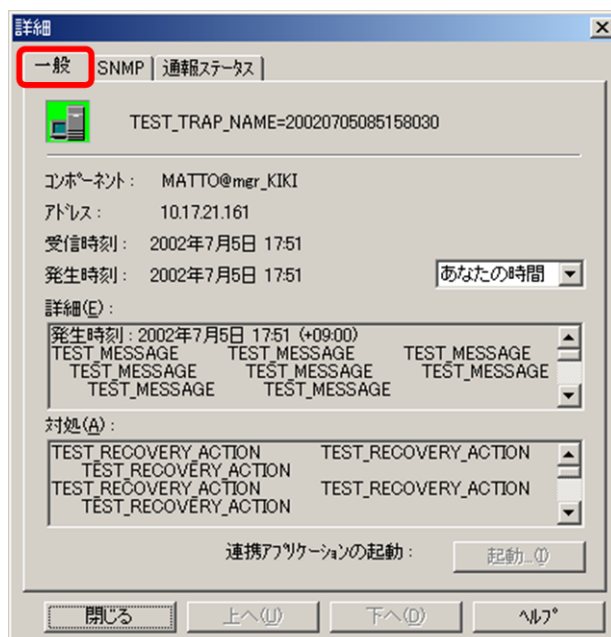 詳細
一般 SNMP 通報ステータス
TEST_TRAP_NAME=20020705085158030
コンポーネント： MATTO@mgr_KIKI
アドレス： 10.17.21.161
受信時刻： 2002年7月5日 17:51
発生時刻： 2002年7月5日 17:51 あなたの時間
詳細(E)：
発生時刻：2002年7月5日 17:51 (+09:00)
TEST_MESSAGE TEST_MESSAGE TEST_MESSAGE
TEST_MESSAGE TEST_MESSAGE TEST_MESSAGE
TEST_MESSAGE TEST_MESSAGE
対処(A)：
TEST_RECOVERY_ACTION TEST_RECOVERY_ACTION
TEST_RECOVERY_ACTION
TEST_RECOVERY_ACTION TEST_RECOVERY_ACTION
TEST_RECOVERY_ACTION
連携アプリケーションの起動： 起動...(I)
閉じる 上へ(U) 下へ(D) ヘルプ